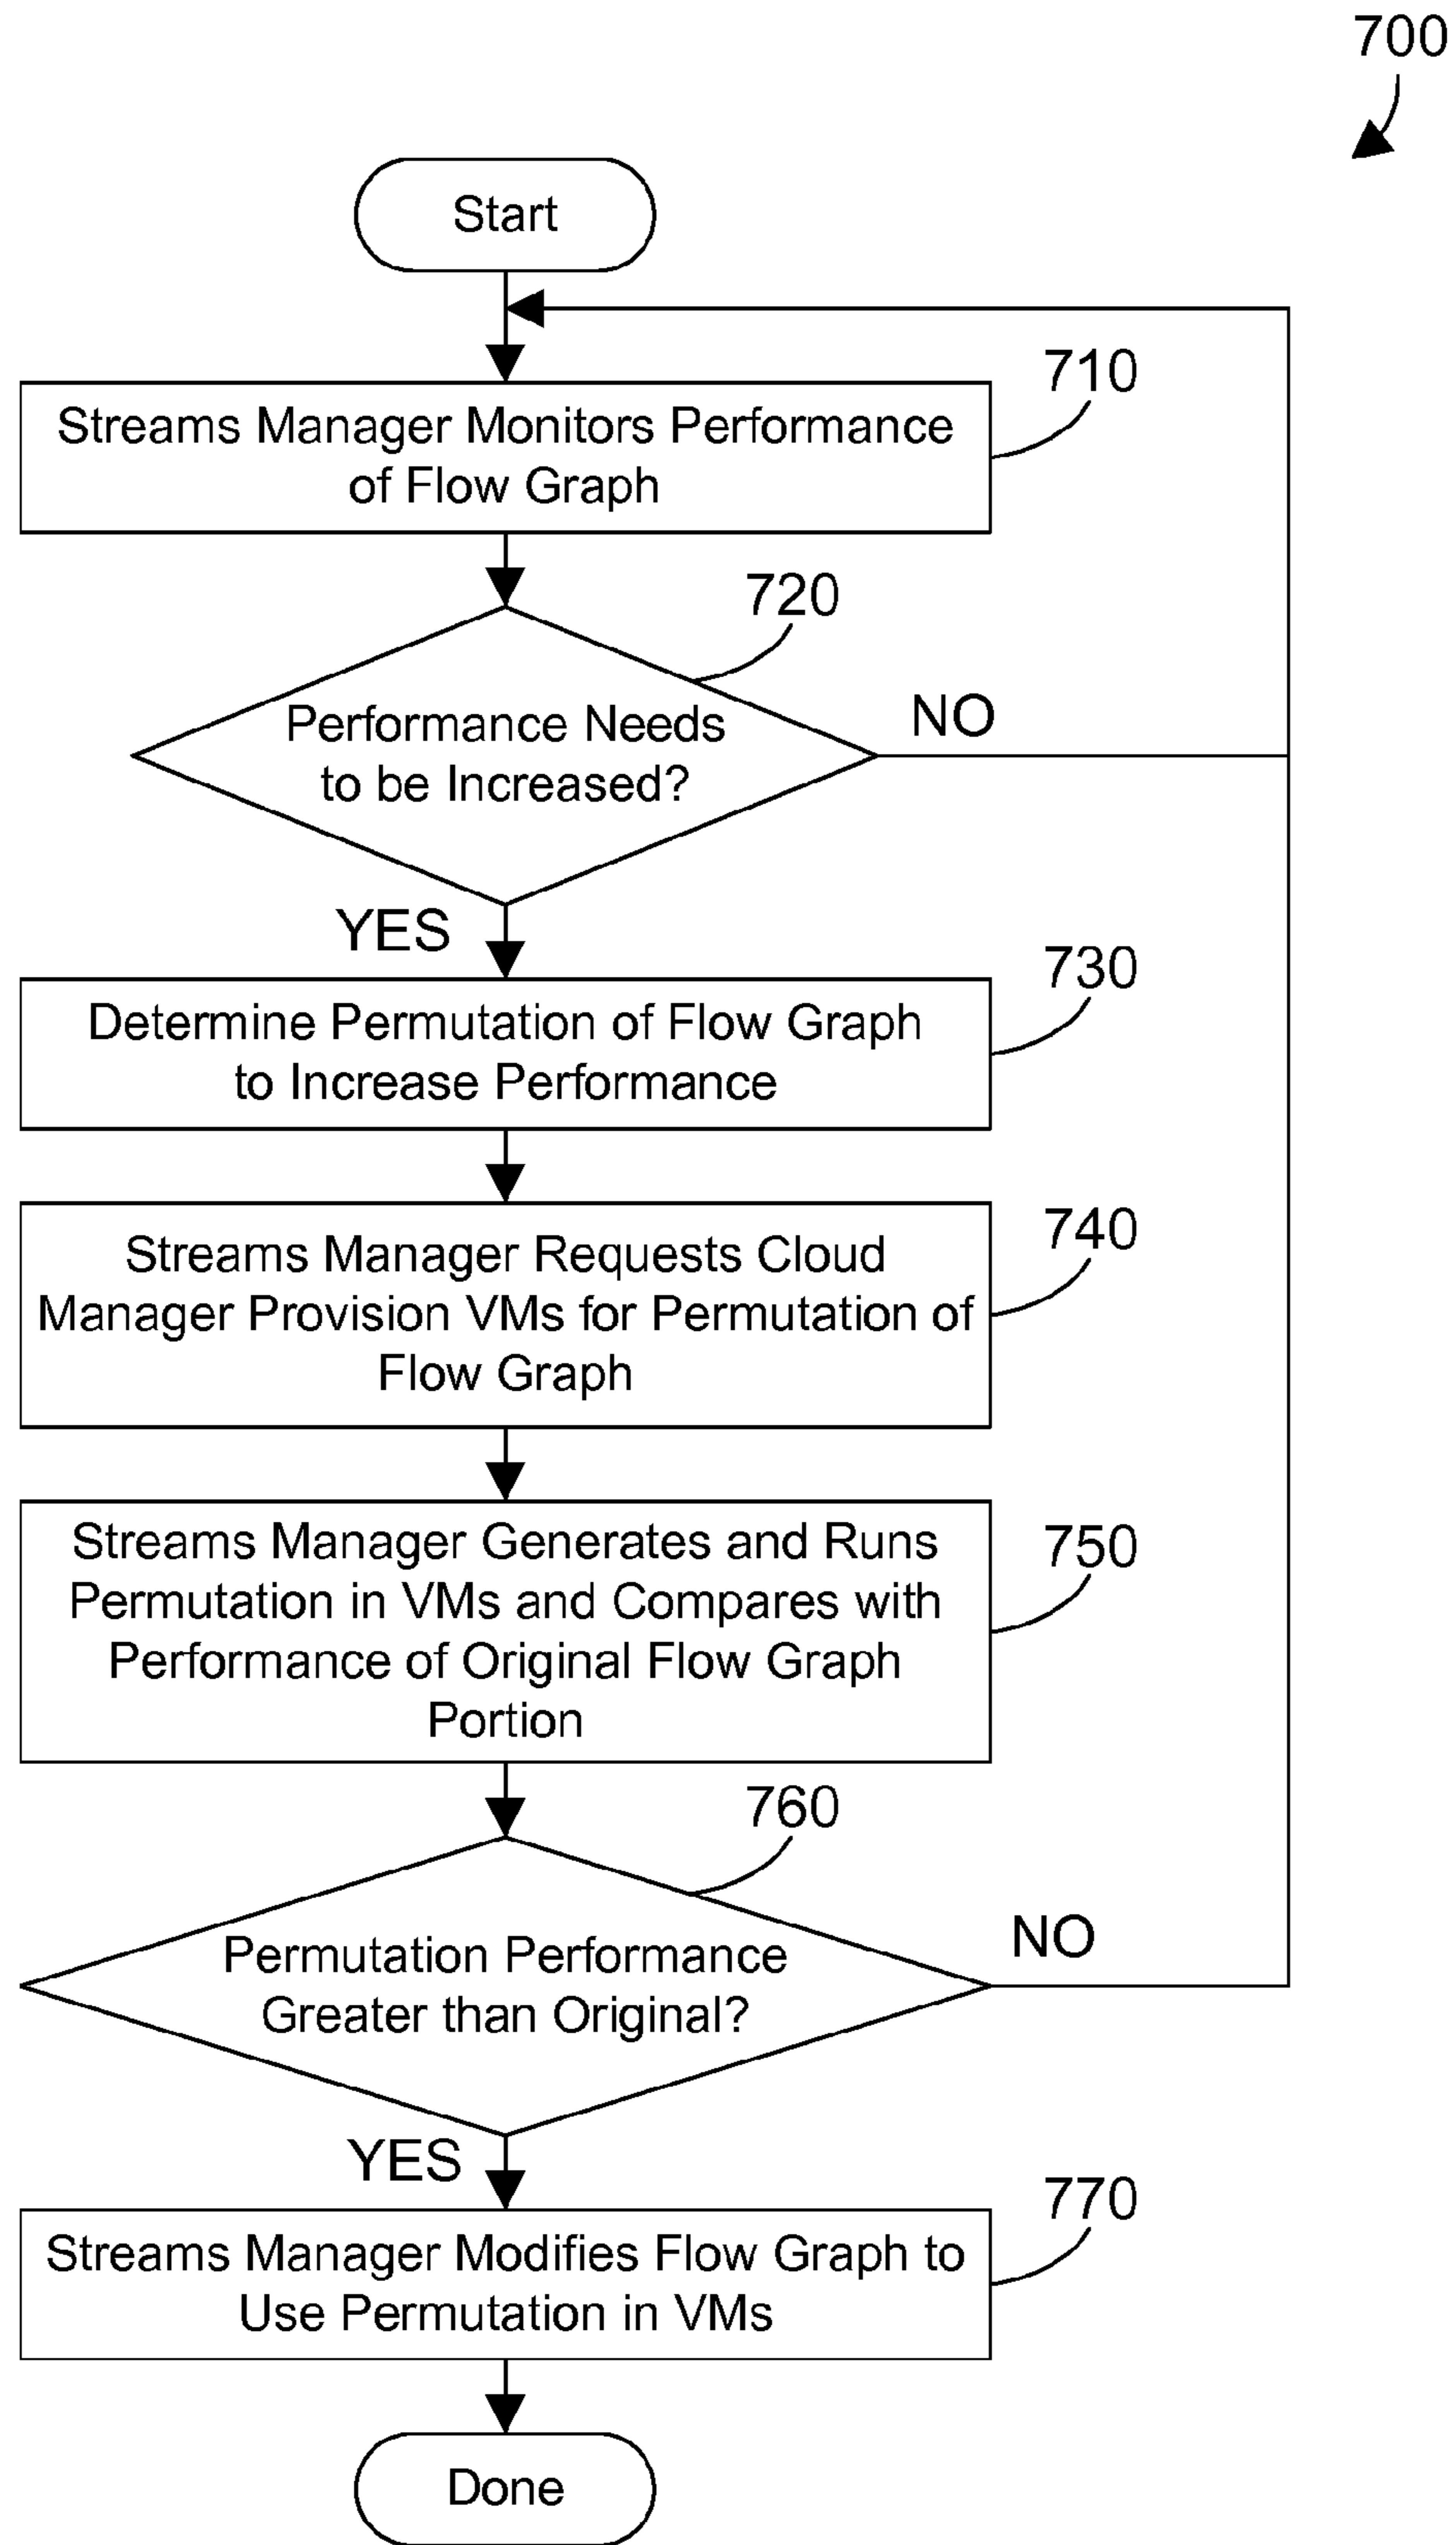 700
Start
710
Streams Manager Monitors Performance
of Flow Graph
720
Performance Needs
to be Increased?
NO
YES
730
Determine Permutation of Flow Graph
to Increase Performance
740
Streams Manager Requests Cloud
Manager Provision VMs for Permutation of
Flow Graph
750
Streams Manager Generates and Runs
Permutation in VMs and Compares with
Performance of Original Flow Graph
Portion
760
Permutation Performance
Greater than Original?
NO
YES
770
Streams Manager Modifies Flow Graph to
Use Permutation in VMs
Done